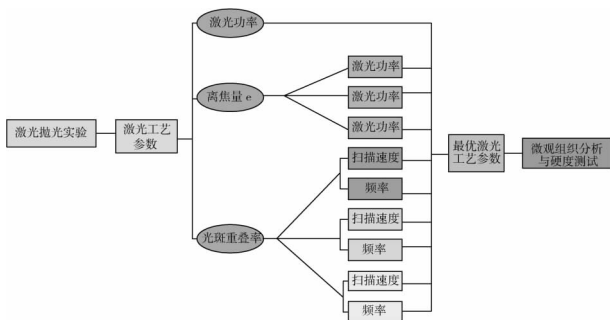 激光抛光实验
激光工艺
参数
激光功率
离焦量 e
光斑重叠率
激光功率
激光功率
激光功率
扫描速度
频率
扫描速度
频率
扫描速度
频率
最优激光
工艺参数
微观组织分析
与硬度测试